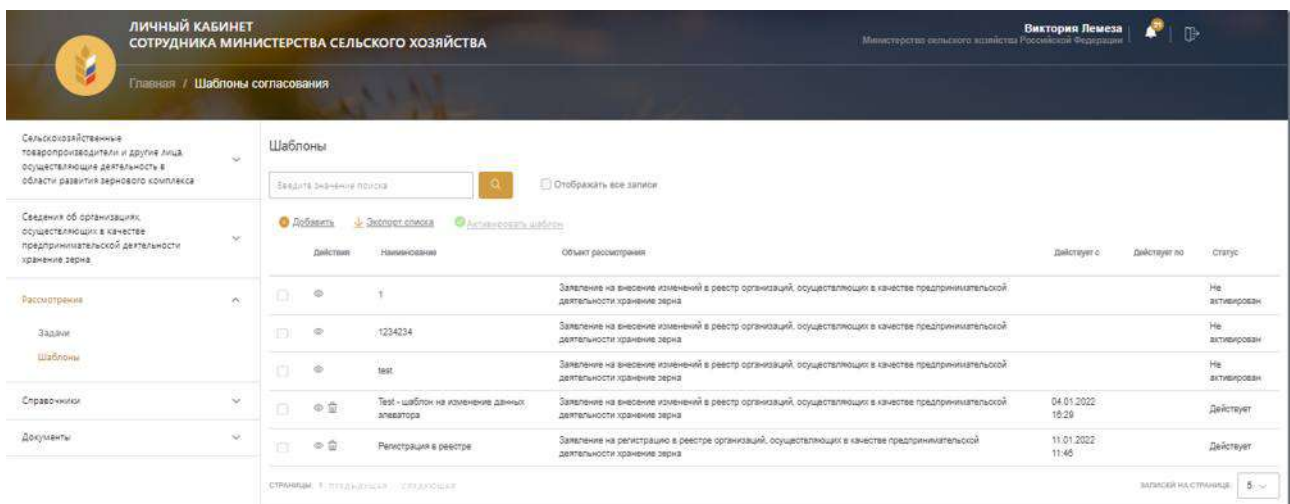 ЛИЧНЫЙ КАБИНЕТ
СОТРУДНИКА МИНИСТЕРСТВА СЕЛЬСКОГО ХОЗЯЙСТВА
Виктория Лемеза
Министерство сельского хозяйства Российской Федерации
Главная / Шаблоны согласования
Сельскохозяйственные
товаропроизводители и другие лица,
осуществляющие деятельность в
области развития зернового комплекса
Сведения об организациях,
осуществляющих в качестве
предпринимательской деятельности
хранение зерна
Рассмотрение
Задачи
Шаблоны
Справочники
Документы
Шаблоны
Введите значение поиска
Отображать все записи
Добавить Экспорт списка Активировать шаблон
Действия Наименование Объект рассмотрения Действует с Действует по Статус
1 Заявление на внесение изменений в реестр организаций, осуществляющих в качестве предпринимательской Не
деятельности хранение зерна активирован
1234234 Заявление на внесение изменений в реестр организаций, осуществляющих в качестве предпринимательской Не
деятельности хранение зерна активирован
test Заявление на внесение изменений в реестр организаций, осуществляющих в качестве предпринимательской Не
деятельности хранение зерна активирован
Test - шаблон на изменение данных Заявление на внесение изменений в реестр организаций, осуществляющих в качестве предпринимательской 04.01.2022 Действует
элеватора деятельности хранение зерна 16:29
Регистрация в реестре Заявление на регистрацию в реестре организаций, осуществляющих в качестве предпринимательской 11.01.2022 Действует
деятельности хранение зерна 11:46
СТРАНИЦЫ: 1 ПРЕДЫДУЩАЯ СЛЕДУЮЩАЯ ЗАПИСЕЙ НА СТРАНИЦЕ: 5